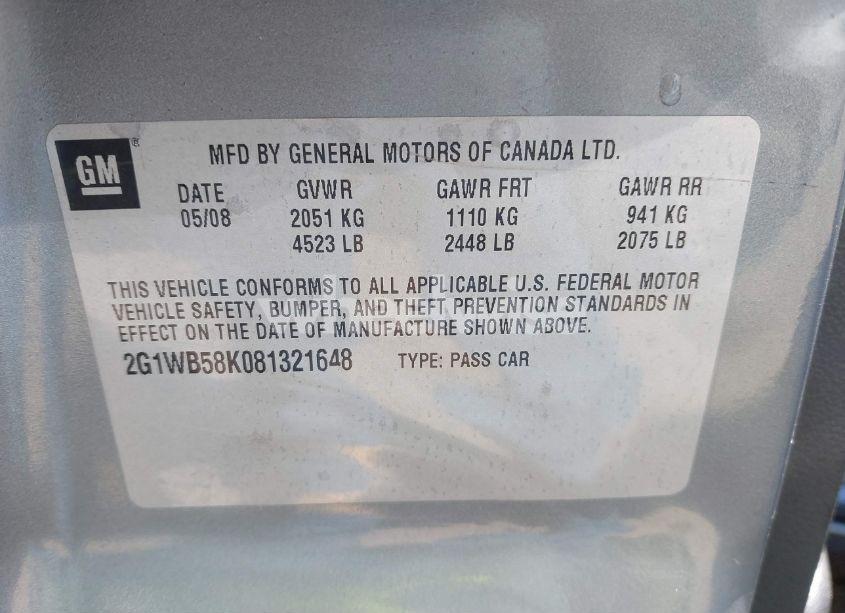 GM®
MFD BY GENERAL MOTORS OF CANADA LTD.
DATE GVWR GAWR FRT GAWR RR
05/08 2051 KG 1110 KG 941 KG
4523 LB 2448 LB 2075 LB
THIS VEHICLE CONFORMS TO ALL APPLICABLE U.S. FEDERAL MOTOR
VEHICLE SAFETY, BUMPER, AND THEFT PREVENTION STANDARDS IN
EFFECT ON THE DATE OF MANUFACTURE SHOWN ABOVE.
2G1WB58K081321648 TYPE: PASS CAR